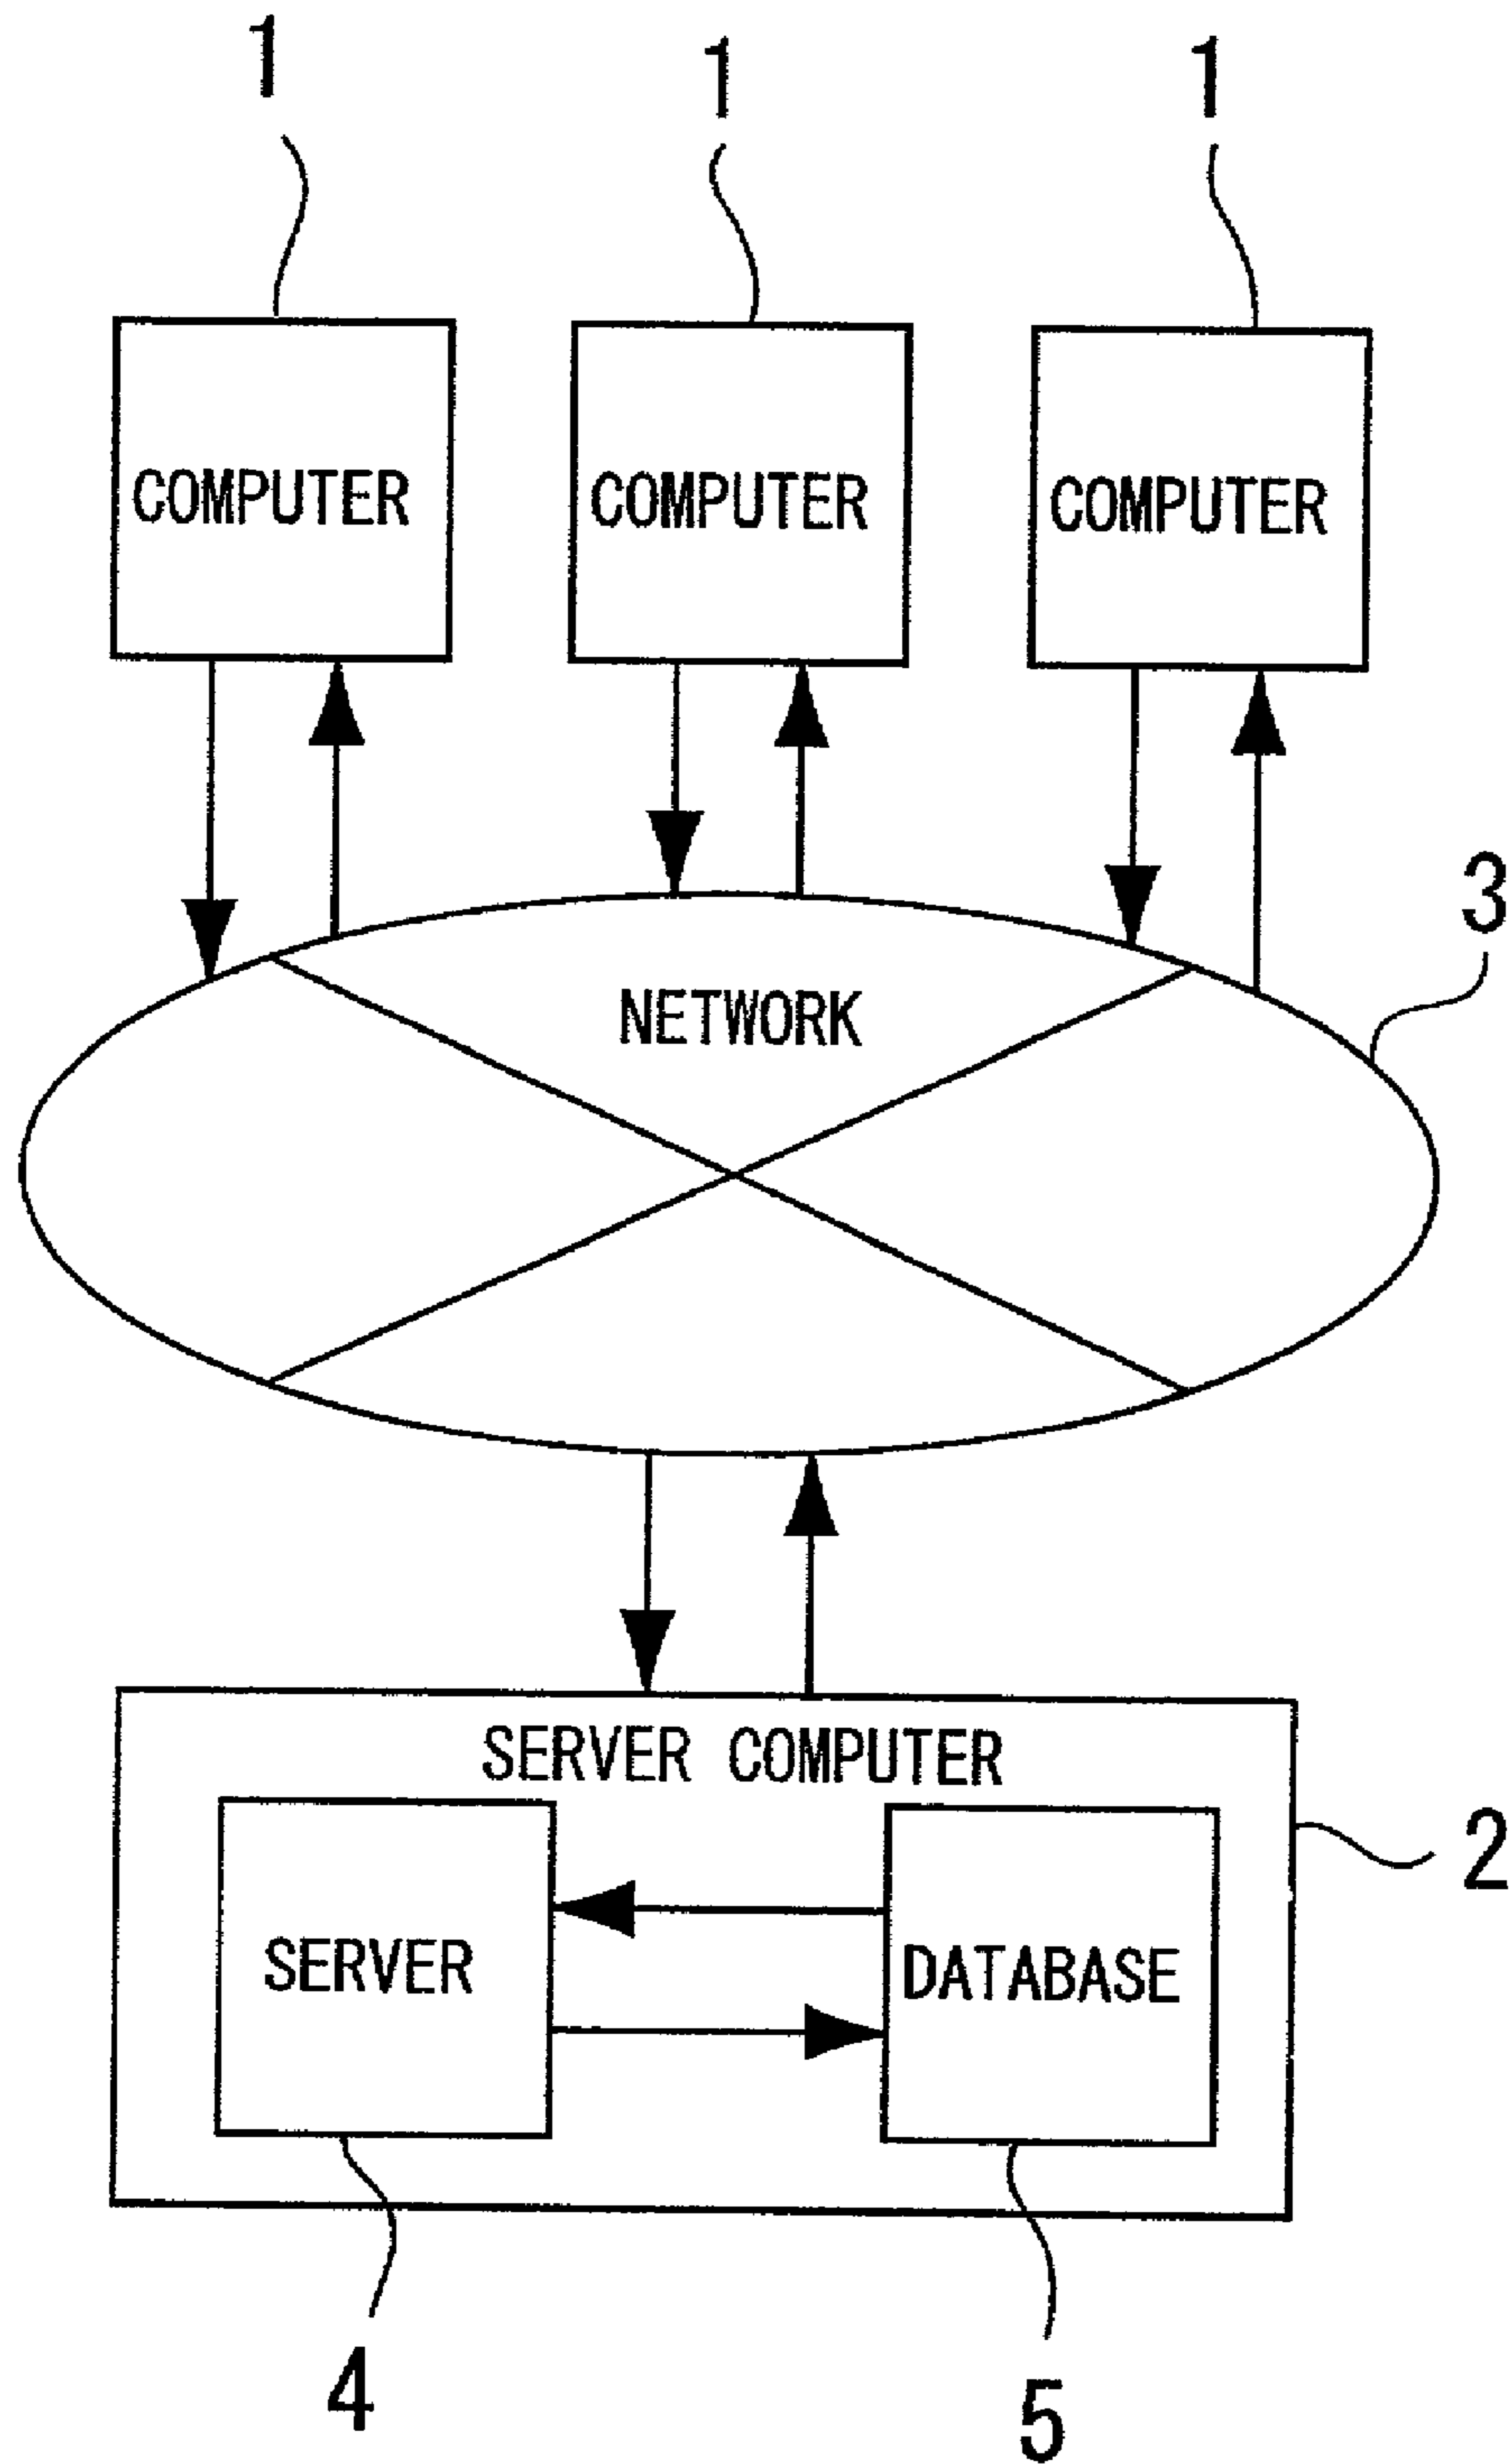 1
1
1
COMPUTER
COMPUTER
COMPUTER
3
NETWORK
SERVER COMPUTER
2
SERVER
DATABASE
4
5